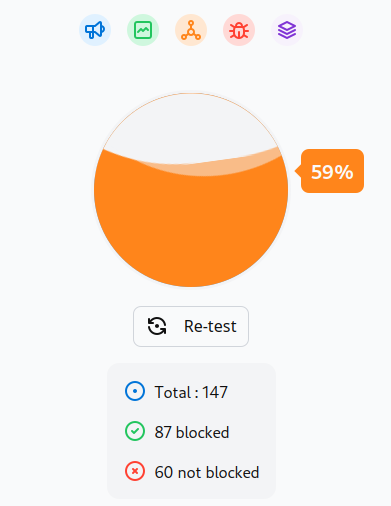 59%
Re-test
Total : 147
87 blocked
60 not blocked